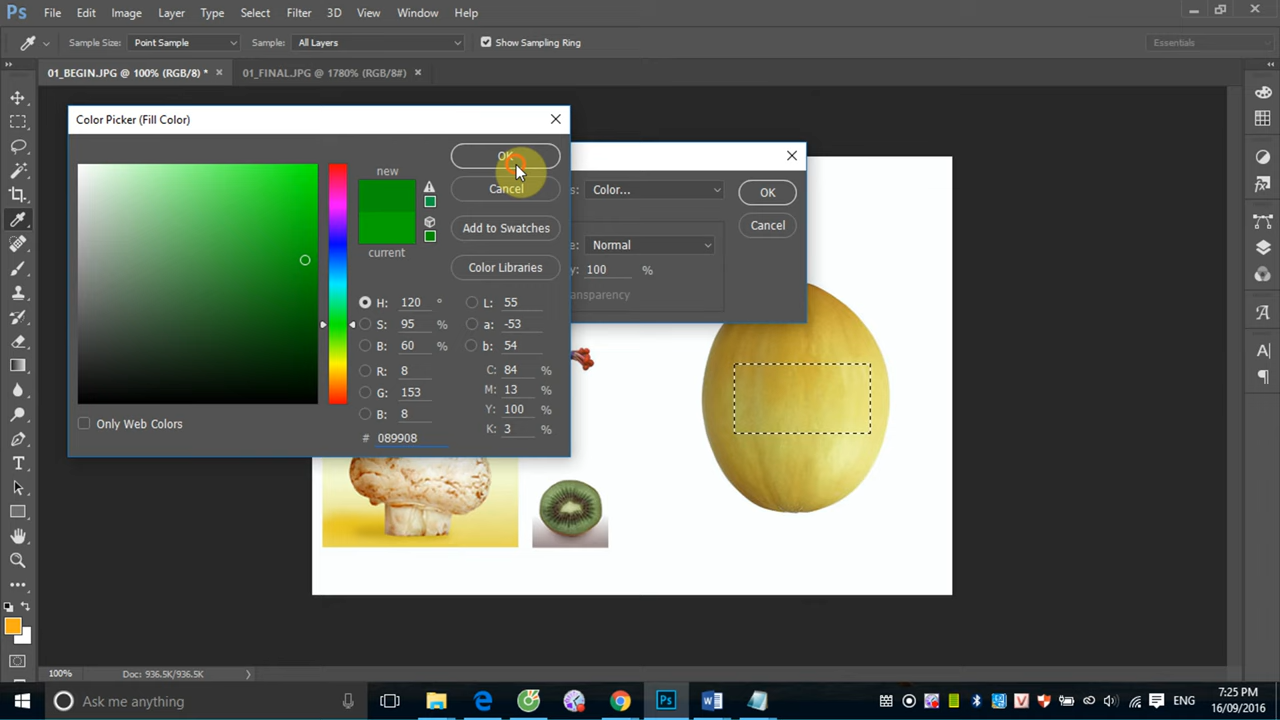 Ps File Edit Image Layer Type Select Filter 3D View Window Help
Sample Size: Point Sample Sample: All Layers Show Sampling Ring Essentials
01_BEGIN.JPG @ 100% (RGB/8) * × 01_FINAL.JPG @ 1780% (RGB/8#) ×
Color Picker (Fill Color)
OK
new
Cancel
Add to Swatches
current
Color Libraries
H: 120 °
S: 95 %
B: 60 %
R: 8
G: 153
B: 8
# 089908
L: 55
a: -53
b: 54
C: 84 %
M: 13 %
Y: 100 %
K: 3 %
Only Web Colors
s: Color...
OK
Cancel
e: Normal
y: 100 %
ansparency
100% Doc: 936.5K/936.5K
Ask me anything
ENG
7:25 PM
16/09/2016